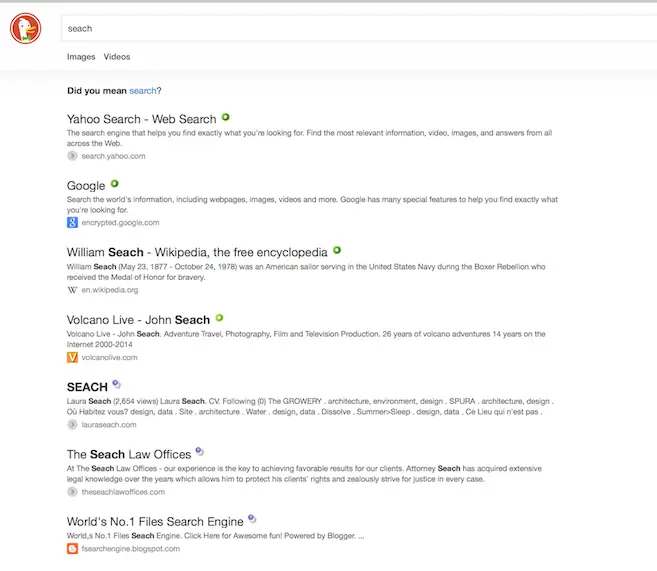 seach
Images Videos
Did you mean search?
Yahoo Search - Web Search
The search engine that helps you find exactly what you're looking for. Find the most relevant information, video, images, and answers from all
across the Web.
search.yahoo.com
Google
Search the world's information, including webpages, images, videos and more. Google has many special features to help you find exactly what
you're looking for.
encrypted.google.com
William Seach - Wikipedia, the free encyclopedia
William Seach (May 23, 1877 - October 24, 1978) was an American sailor serving in the United States Navy during the Boxer Rebellion who
received the Medal of Honor for bravery.
W en.wikipedia.org
Volcano Live - John Seach
Volcano Live - John Seach. Adventure Travel, Photography, Film and Television Production. 26 years of volcano adventures 14 years on the
Internet 2000-2014
V volcanolive.com
SEACH
Laura Seach (2,654 views) Laura Seach. CV. Following (0) The GROWERY . architecture, environment, design . SPURA . architecture, design .
Où Habitez vous? design, data . Site . architecture . Water . design, data . Dissolve . Summer>Sleep . design, data . Ce Lieu qui n'est pas .
lauraseach.com
The Seach Law Offices
At The Seach Law Offices - our experience is the key to achieving favorable results for our clients. Attorney Seach has acquired extensive
legal knowledge over the years which allows him to protect his clients' rights and zealously strive for justice in every case.
theseachlawoffices.com
World's No.1 Files Search Engine
World,s No.1 Files Seach Engine. Click Here for Awesome fun! Powered by Blogger. ...
fsearchengine.blogspot.com